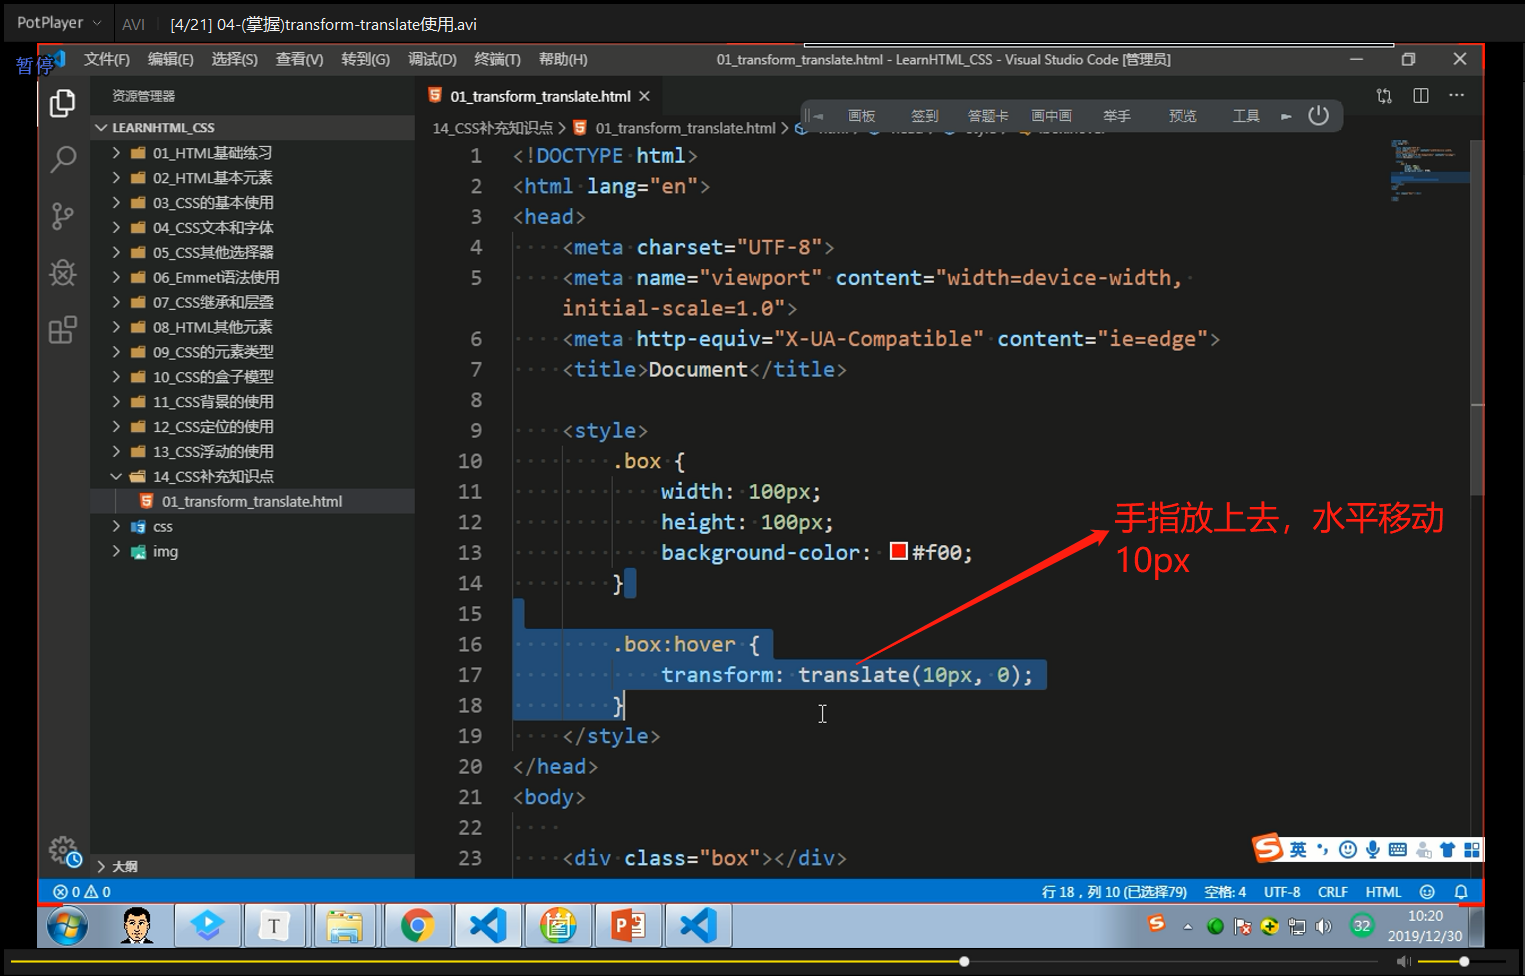 PotPlayer
AVI
[4/21] 04-(掌握)transform-translate使用.avi
暂停
文件(F) 编辑(E) 选择(S) 查看(V) 转到(G) 调试(D) 终端(T) 帮助(H)
01_transform_translate.html - LearnHTML_CSS - Visual Studio Code [管理员]
资源管理器
01_transform_translate.html
画板 签到 答题卡 画中画 举手 预览 工具
14_CSS补充知识点 > 01_transform_translate.html >
LEARNHTML_CSS
01_HTML基础练习
02_HTML基本元素
03_CSS的基本使用
04_CSS文本和字体
05_CSS其他选择器
06_Emmet语法使用
07_CSS继承和层叠
08_HTML其他元素
09_CSS的元素类型
10_CSS的盒子模型
11_CSS背景的使用
12_CSS定位的使用
13_CSS浮动的使用
14_CSS补充知识点
01_transform_translate.html
css
img
大纲
1 <!DOCTYPE html>
2 <html lang="en">
3 <head>
4 <meta charset="UTF-8">
5 <meta name="viewport" content="width=device-width,
initial-scale=1.0">
6 <meta http-equiv="X-UA-Compatible" content="ie=edge">
7 <title>Document</title>
8
9 <style>
10 .box {
11 width: 100px;
12 height: 100px;
13 background-color: #f00;
14 }
15
16 .box:hover {
17 transform: translate(10px, 0);
18 }
19 </style>
20 </head>
21 <body>
22
23 <div class="box"></div>
手指放上去，水平移动
10px
英
0 0
行 18，列 10 (已选择79) 空格: 4 UTF-8 CRLF HTML
T
P
32
10:20
2019/12/30